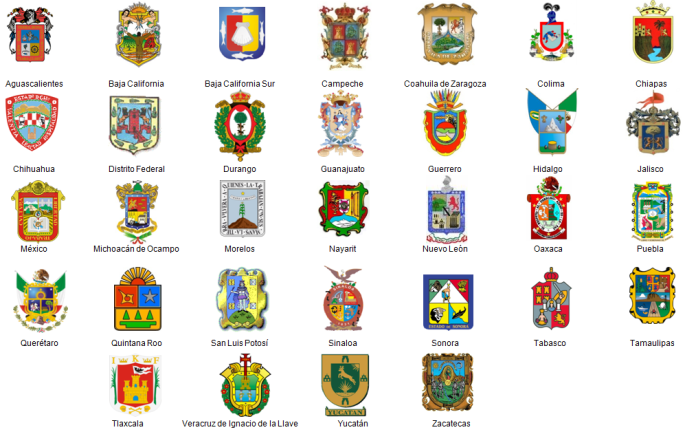 Aguascalientes
Baja California
Baja California Sur
Campeche
Coahuila de Zaragoza
Colima
Chiapas
Chihuahua
Distrito Federal
Durango
Guanajuato
Guerrero
Hidalgo
Jalisco
México
Michoacán de Ocampo
Morelos
Nayarit
Nuevo León
Oaxaca
Puebla
Querétaro
Quintana Roo
San Luis Potosí
Sinaloa
Sonora
Tabasco
Tamaulipas
I K F
YUCATAN
Tlaxcala
Veracruz de Ignacio de la Llave
Yucatán
Zacatecas